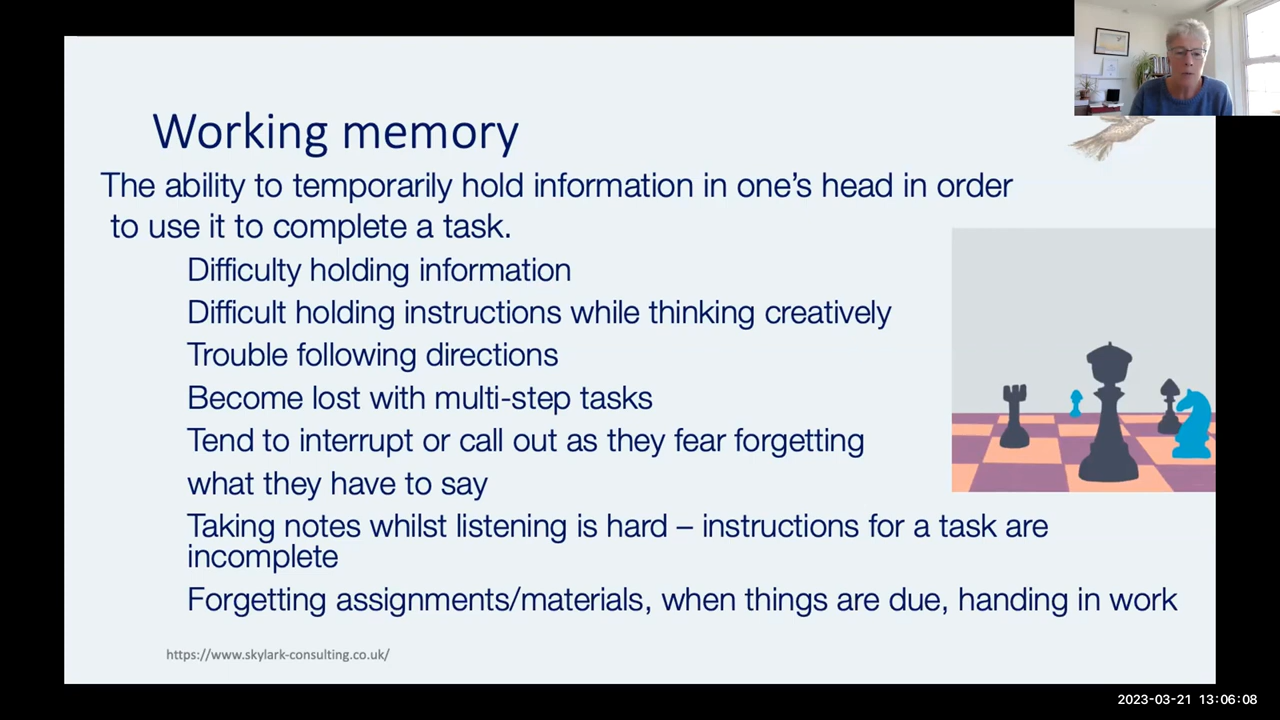 Working memory
The ability to temporarily hold information in one's head in order
to use it to complete a task.
Difficulty holding information
Difficult holding instructions while thinking creatively
Trouble following directions
Become lost with multi-step tasks
Tend to interrupt or call out as they fear forgetting
what they have to say
Taking notes whilst listening is hard – instructions for a task are
incomplete
Forgetting assignments/materials, when things are due, handing in work
https://www.skylark-consulting.co.uk/
2023-03-21 13:06:08